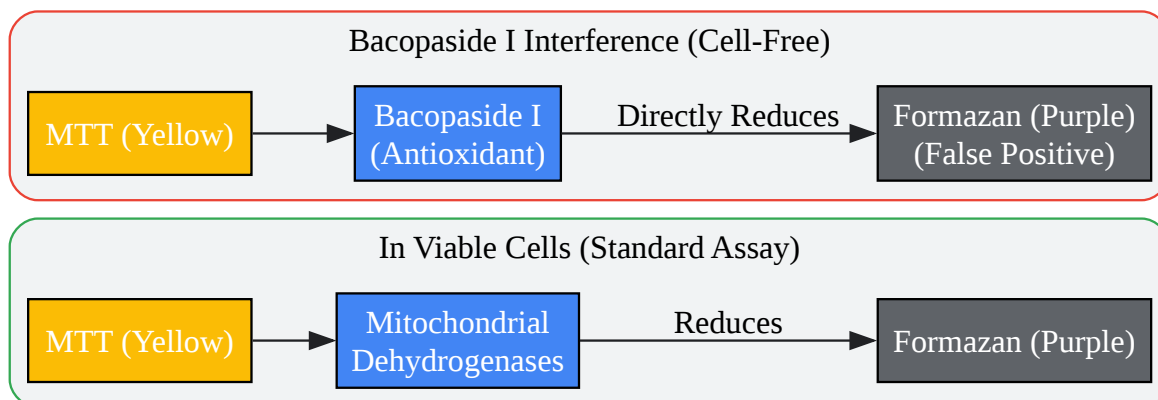 Bacopaside I Interference (Cell-Free)
MTT (Yellow)
Bacopaside I
(Antioxidant)
Directly Reduces
Formazan (Purple)
(False Positive)
In Viable Cells (Standard Assay)
MTT (Yellow)
Mitochondrial
Dehydrogenases
Reduces
Formazan (Purple)